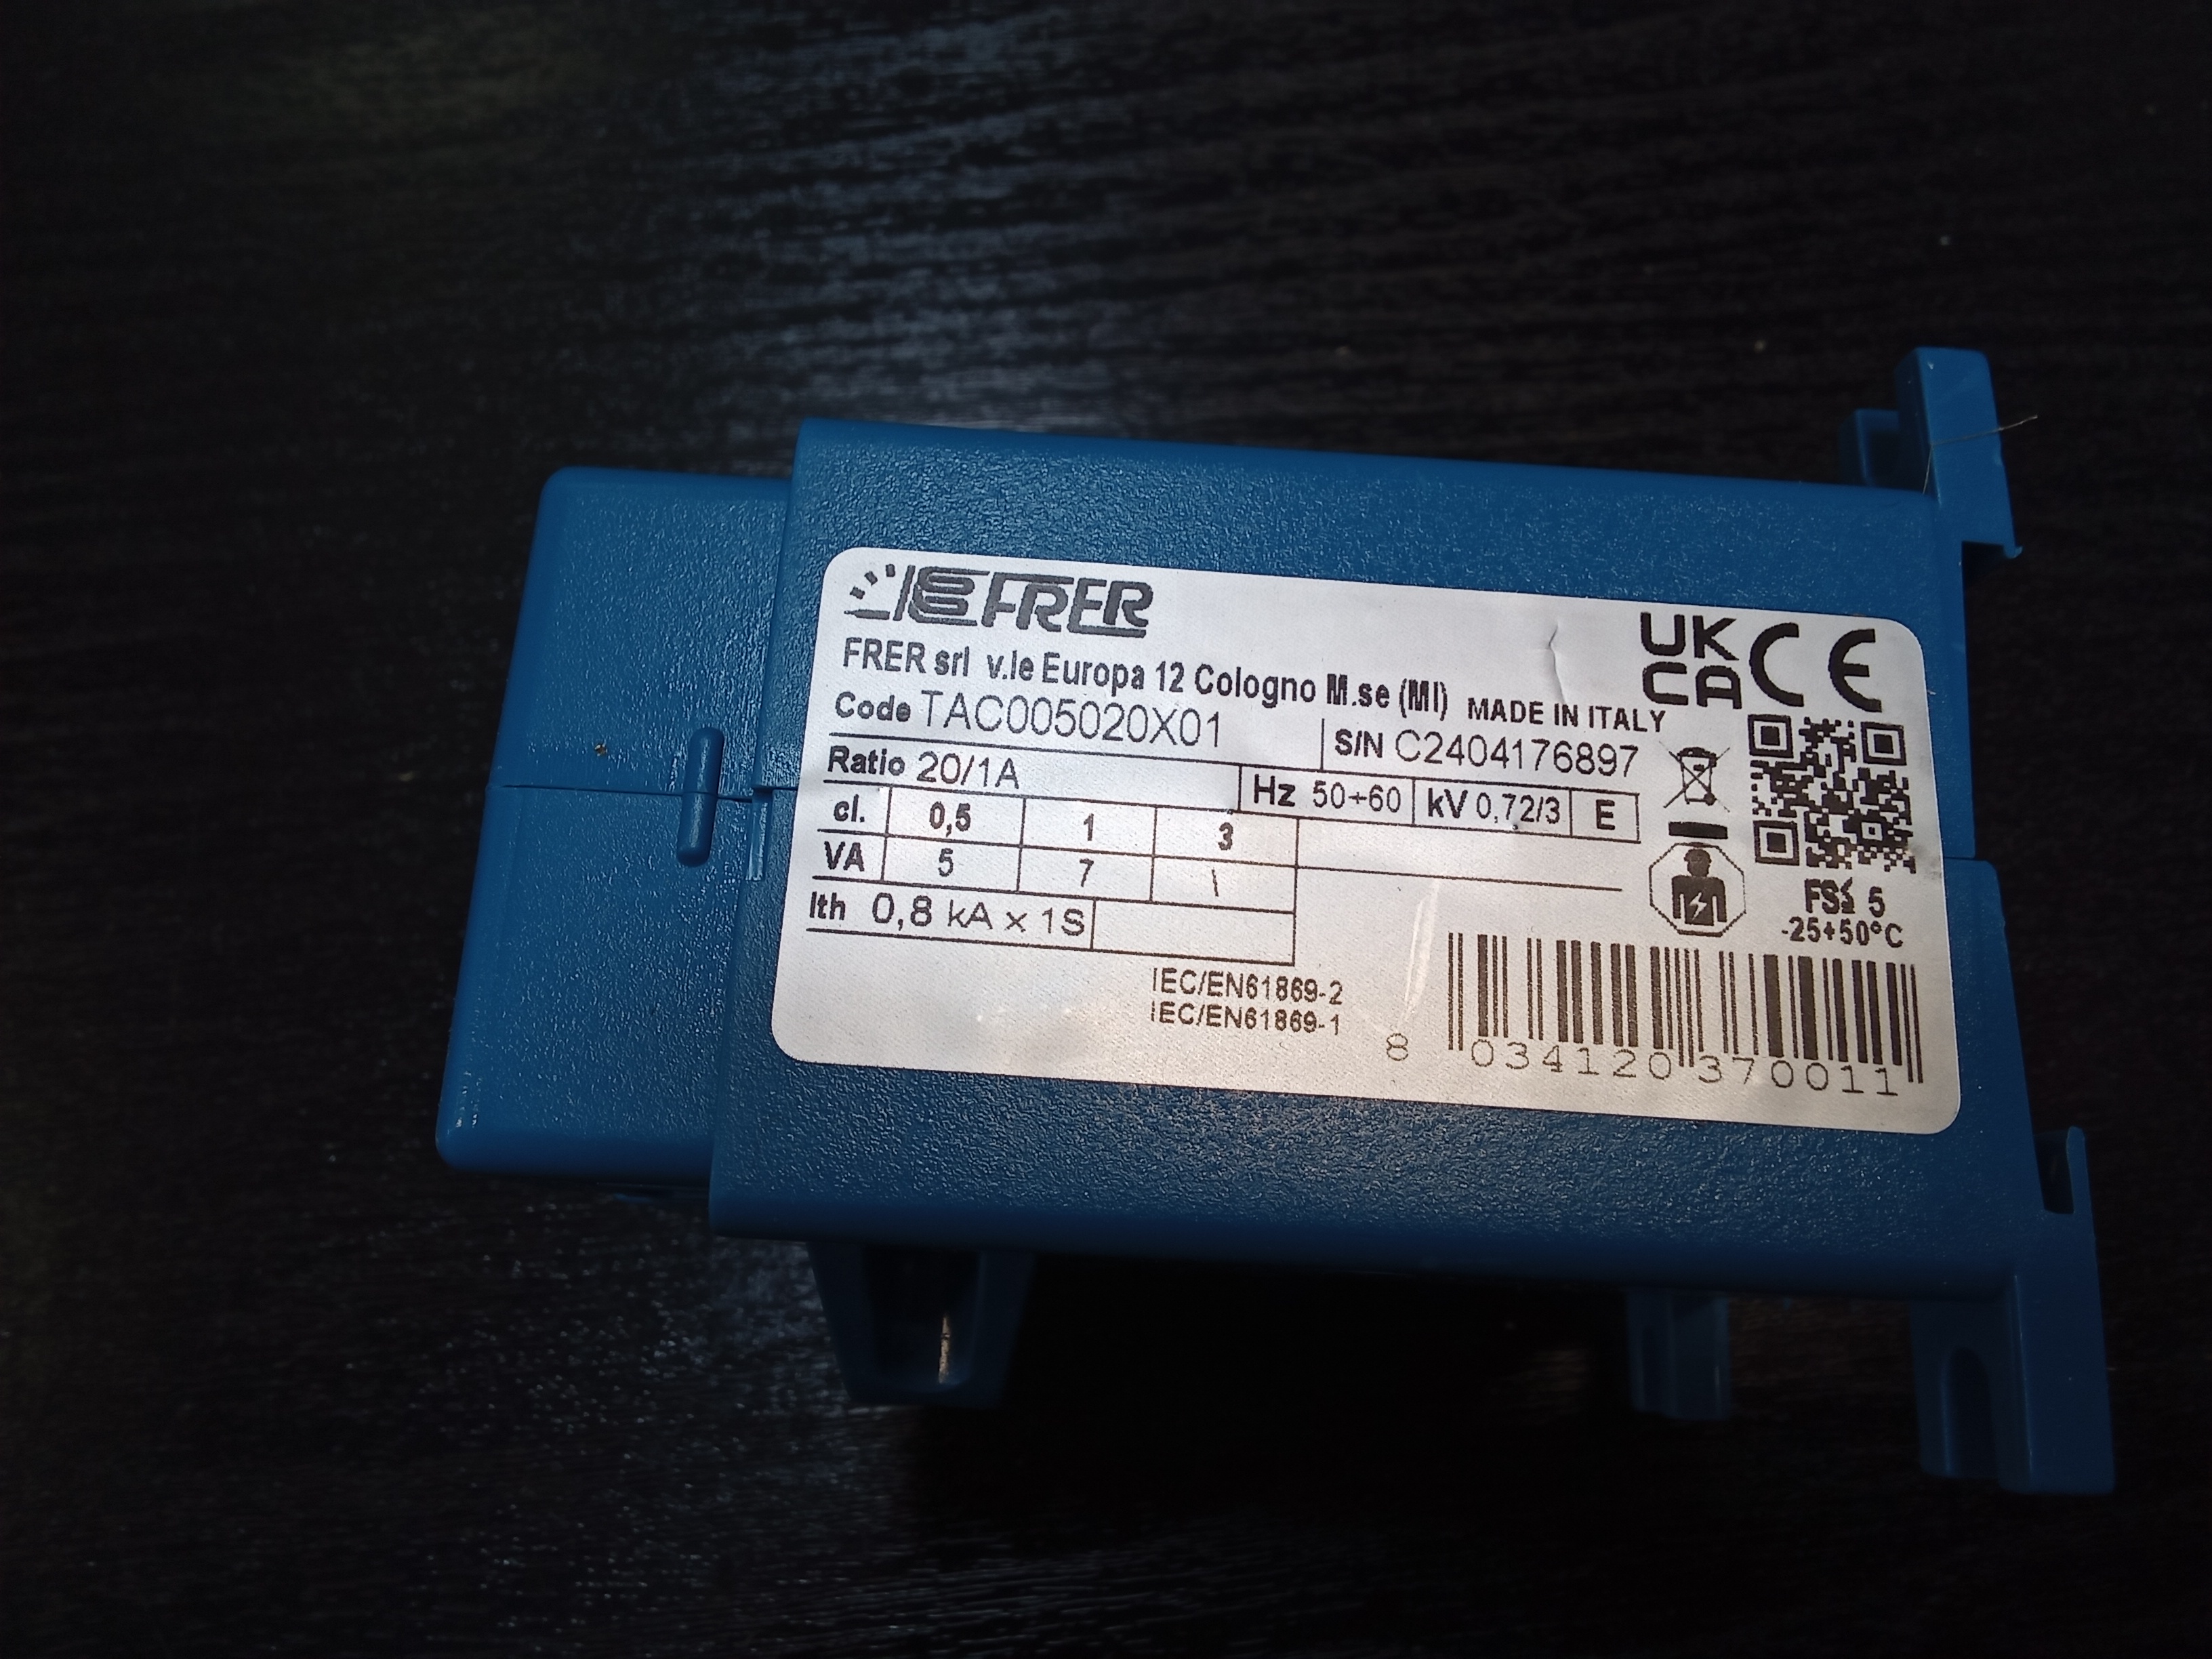 FRER
UK
CA CE
FRER srl v.le Europa 12 Cologno M.se (MI) MADE IN ITALY
Code TAC005020X01
S/N C2404176897
Ratio 20/1A
Hz 50÷60 kV 0,72/3 E
cl. 0,5 1 3
VA 5 7 \
Ith 0,8 kA x 1S
FS≤ 5
-25+50°C
IEC/EN61869-2
IEC/EN61869-1
8 034120 370011